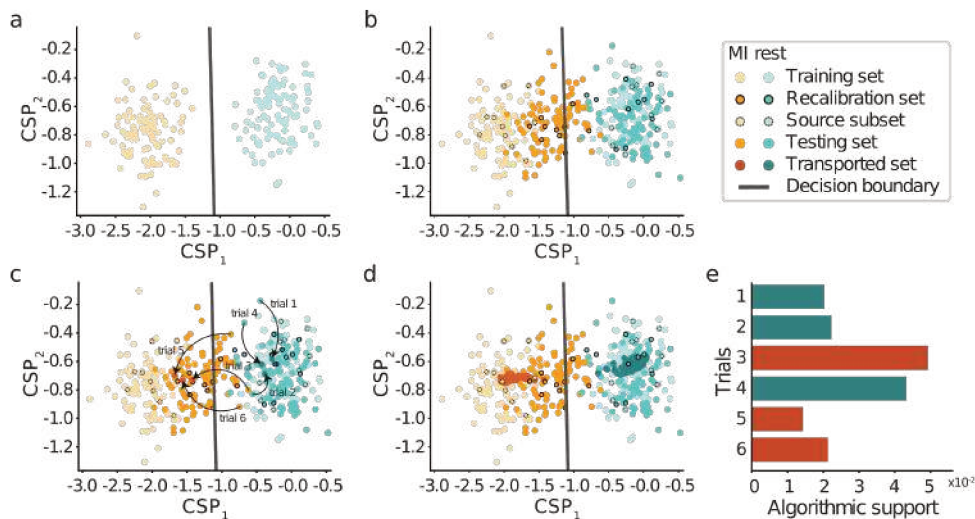 a
-0.2
-0.4
-0.6
-0.8
-1.0
-1.2
CSP2
-3.0 -2.5 -2.0 -1.5 -1.0 -0.5 -0.0 0.5
CSP1
b
-0.2
-0.4
-0.6
-0.8
-1.0
-1.2
CSP2
-3.0 -2.5 -2.0 -1.5 -1.0 -0.5 -0.0 0.5
CSP1
MI rest
Training set
Recalibration set
Source subset
Testing set
Transported set
Decision boundary
c
-0.2
-0.4
-0.6
-0.8
-1.0
-1.2
CSP2
trial 1
trial 4
trial 5
trial 3
trial 2
trial 6
-3.0 -2.5 -2.0 -1.5 -1.0 -0.5 -0.0 0.5
CSP1
d
-0.2
-0.4
-0.6
-0.8
-1.0
-1.2
CSP2
-3.0 -2.5 -2.0 -1.5 -1.0 -0.5 -0.0 0.5
CSP1
e
Trials
1
2
3
4
5
6
0 1 2 3 4 5
x10-2
Algorithmic support